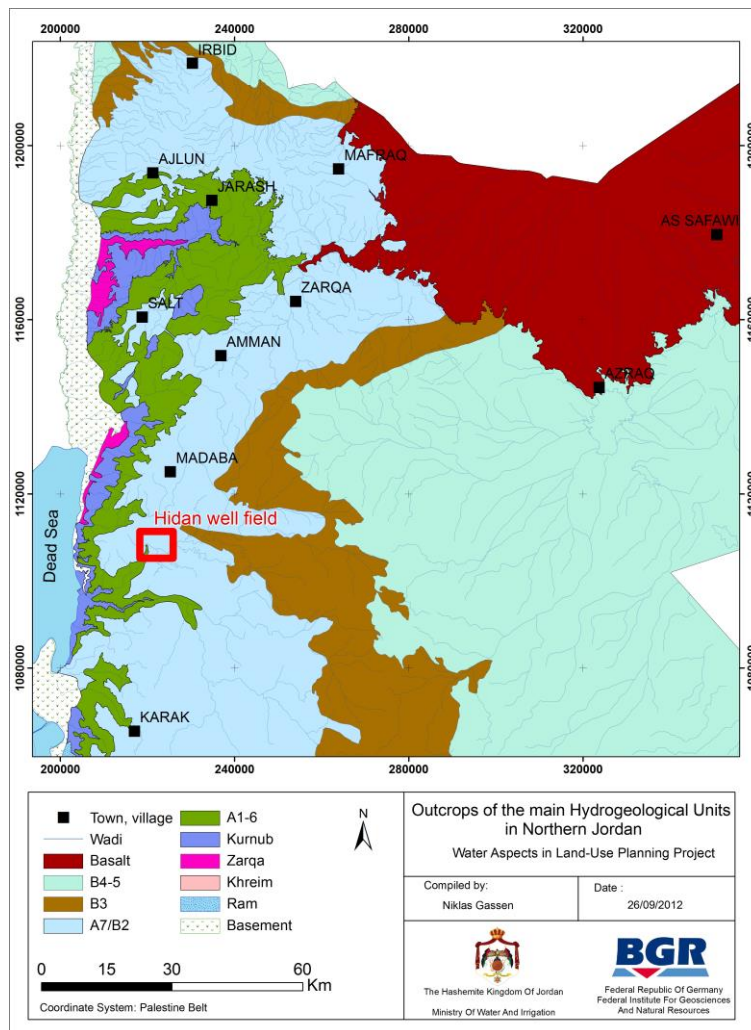 200000 240000 280000 320000
IRBID
1200000 1200000
AJLUN
MAFRAQ
JARASH
AS SAFAWI
ZARQA
SALT
1160000 1160000
AMMAN
AZRAQ
MADABA
1120000 1120000
Hidan well field
Dead Sea
1080000 1080000
KARAK
200000 240000 280000 320000
Town, village
Wadi
Basalt
B4-5
B3
A7/B2
A1-6
Kurnub
Zarqa
Khreim
Ram
Basement
N
0 15 30 60
Km
Coordinate System: Palestine Belt
Outcrops of the main Hydrogeological Units
in Northern Jordan
Water Aspects in Land-Use Planning Project
Compiled by:
Niklas Gassen
Date :
26/09/2012
The Hashemite Kingdom Of Jordan
Ministry Of Water And Irrigation
BGR
Federal Republic Of Germany
Federal Institute For Geosciences
And Natural Resources